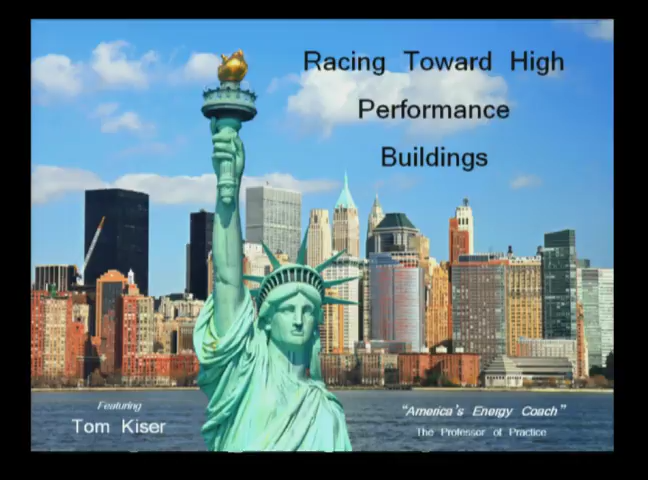 Racing Toward High
Performance
Buildings
Featuring
Tom Kiser
"America's Energy Coach"
The Professor of Practice